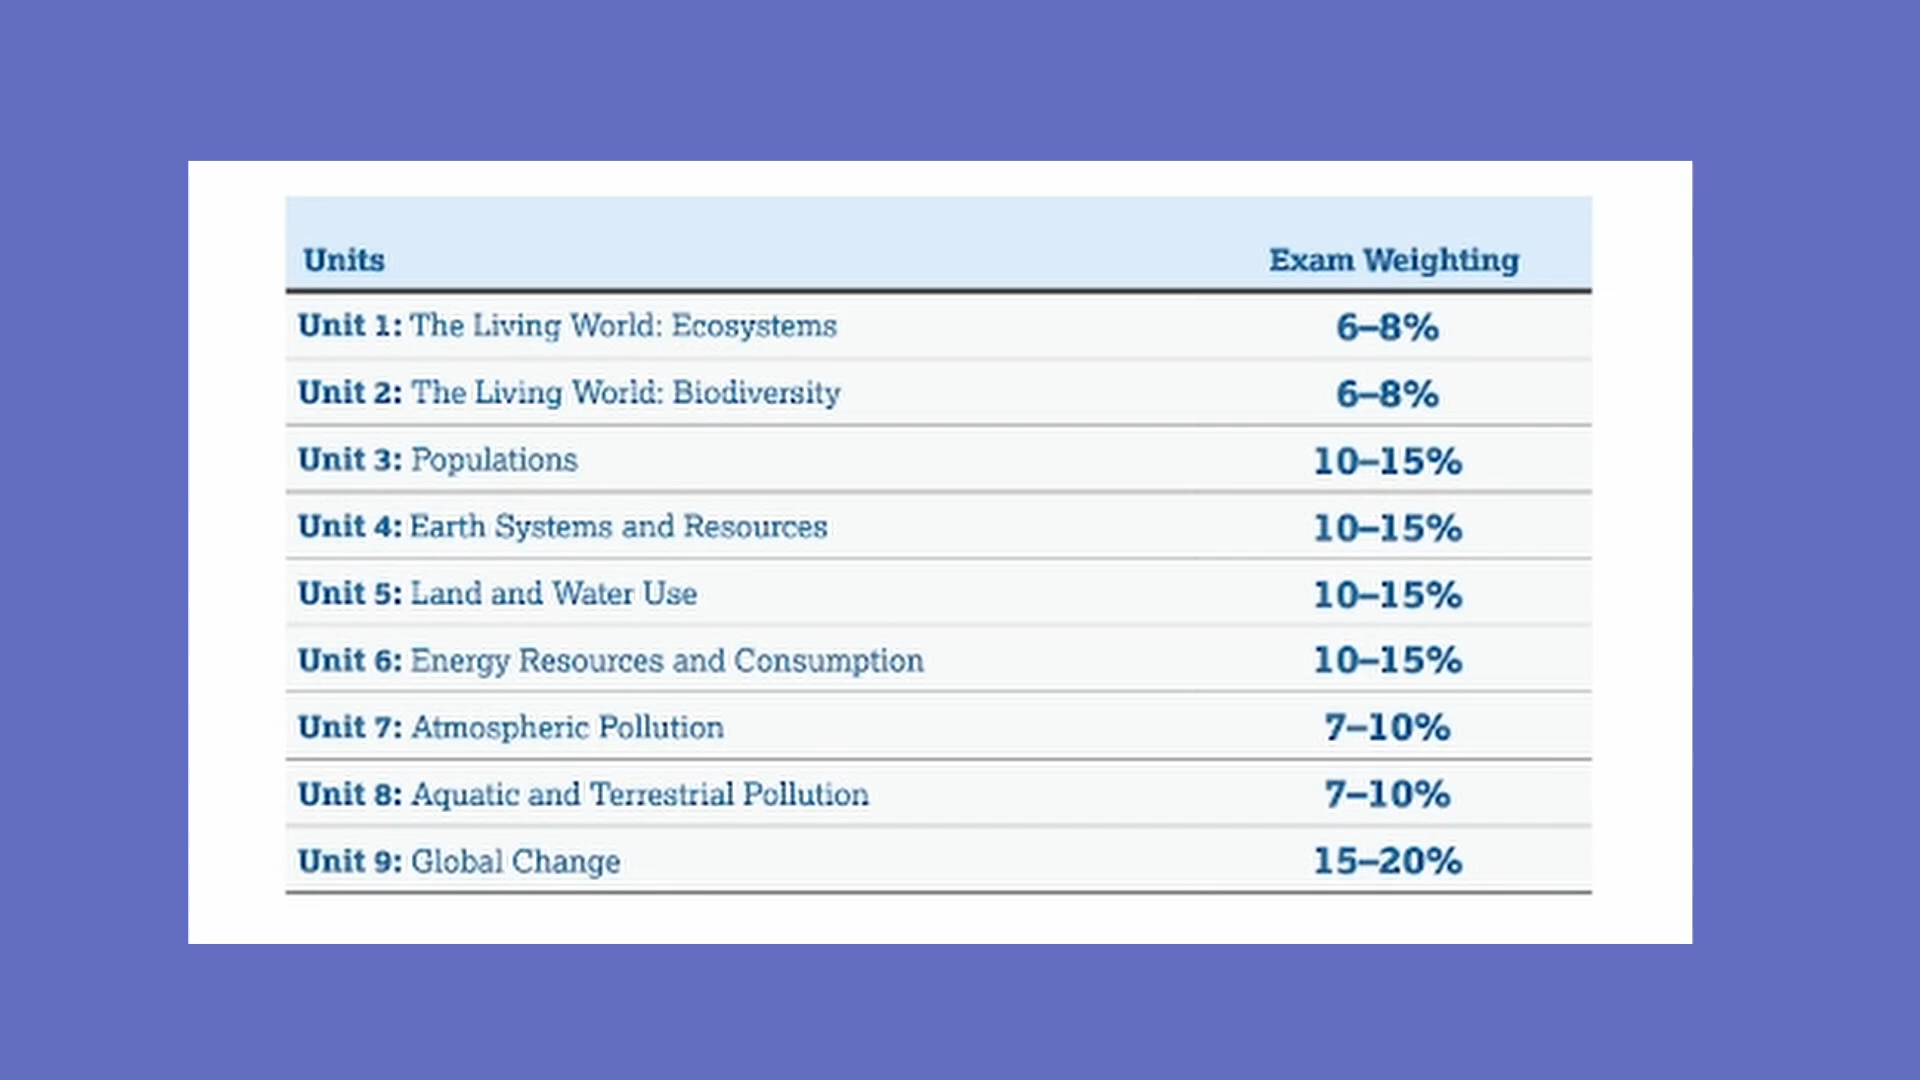 Units Exam Weighting
Unit 1: The Living World: Ecosystems 6–8%
Unit 2: The Living World: Biodiversity 6–8%
Unit 3: Populations 10–15%
Unit 4: Earth Systems and Resources 10–15%
Unit 5: Land and Water Use 10–15%
Unit 6: Energy Resources and Consumption 10–15%
Unit 7: Atmospheric Pollution 7–10%
Unit 8: Aquatic and Terrestrial Pollution 7–10%
Unit 9: Global Change 15–20%